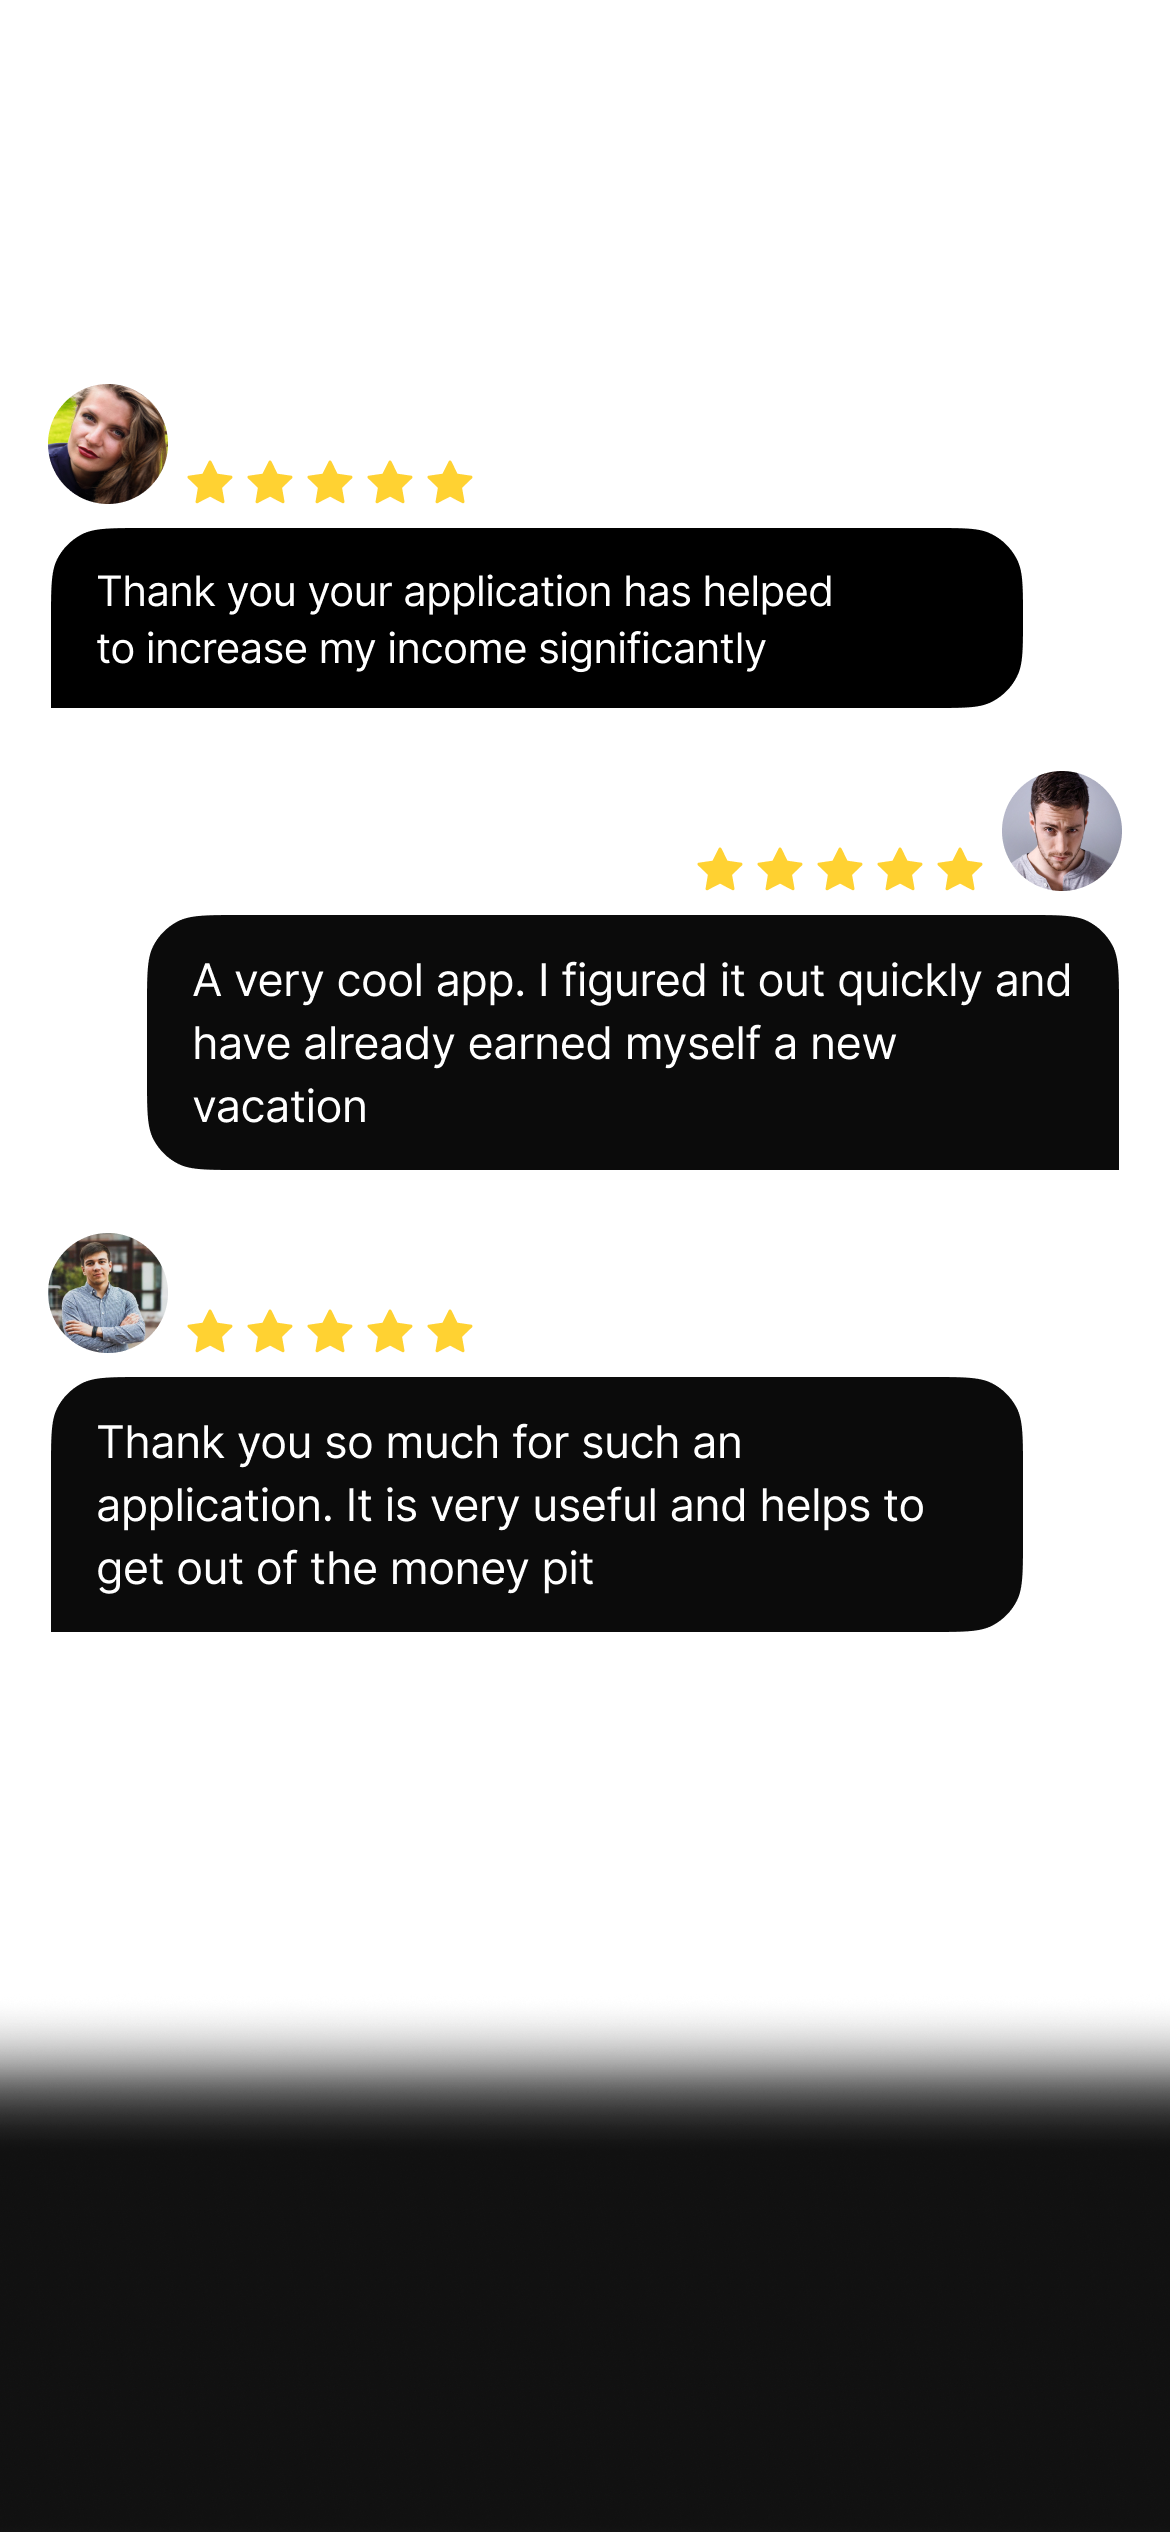 Thank you your application has helped
to increase my income significantly
A very cool app. I figured it out quickly and
have already earned myself a new
vacation
Thank you so much for such an
application. It is very useful and helps to
get out of the money pit